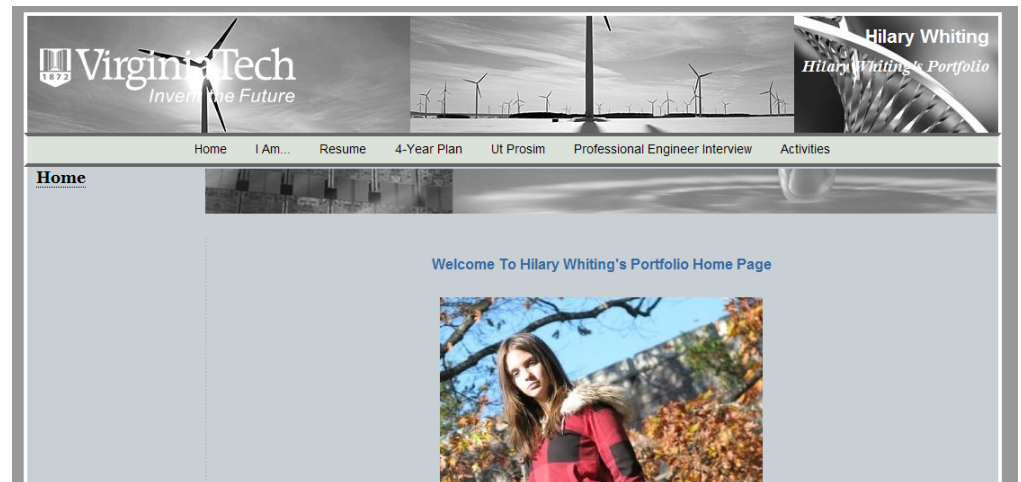 VirginiaTech
1872
Invent the Future
Hilary Whiting
Hilary Whiting's Portfolio
Home
I Am...
Resume
4-Year Plan
Ut Prosim
Professional Engineer Interview
Activities
Home
Welcome To Hilary Whiting's Portfolio Home Page